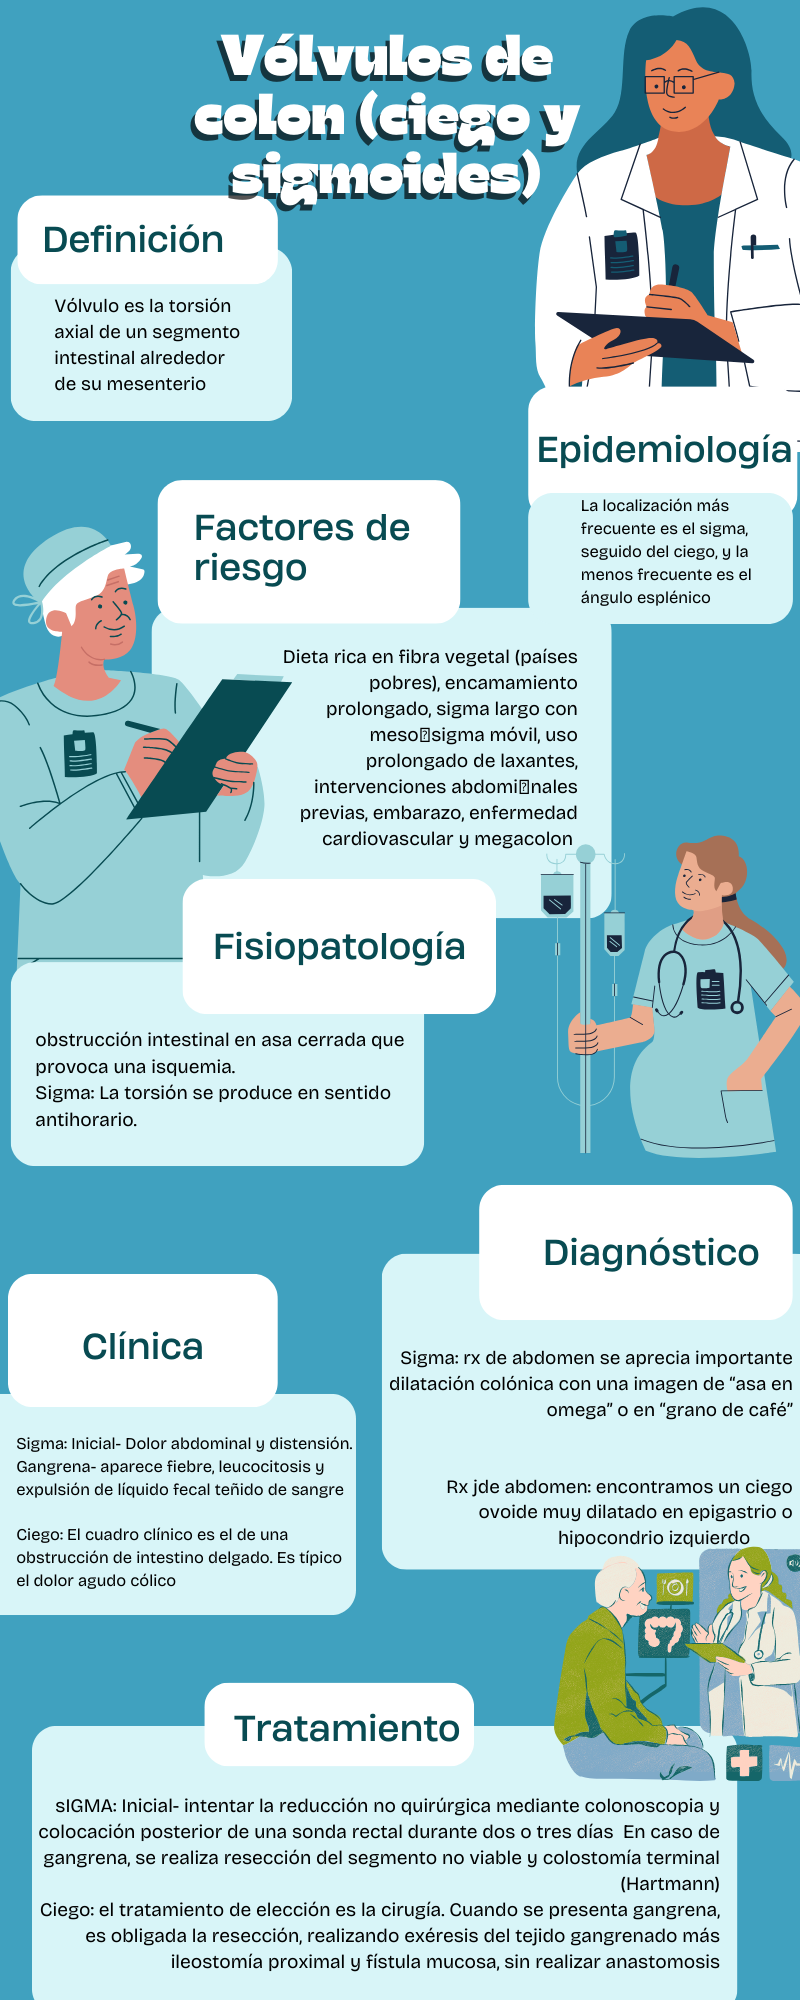 Vólvulos de
colon (ciego y
sigmoides)
Definición
Vólvulo es la torsión
axial de un segmento
intestinal alrededor
de su mesenterio
Epidemiología
La localización más
frecuente es el sigma,
seguido del ciego, y la
menos frecuente es el
ángulo esplénico
Factores de
riesgo
Dieta rica en fibra vegetal (países
pobres), encamamiento
prolongado, sigma largo con
meso�sigma móvil, uso
prolongado de laxantes,
intervenciones abdomi�nales
previas, embarazo, enfermedad
cardiovascular y megacolon
Fisiopatología
obstrucción intestinal en asa cerrada que
provoca una isquemia.
Sigma: La torsión se produce en sentido
antihorario.
Diagnóstico
Sigma: rx de abdomen se aprecia importante
dilatación colónica con una imagen de “asa en
omega” o en “grano de café”
Rx jde abdomen: encontramos un ciego
ovoide muy dilatado en epigastrio o
hipocondrio izquierdo
Clínica
Sigma: Inicial- Dolor abdominal y distensión.
Gangrena- aparece fiebre, leucocitosis y
expulsión de líquido fecal teñido de sangre
Ciego: El cuadro clínico es el de una
obstrucción de intestino delgado. Es típico
el dolor agudo cólico
Tratamiento
sIGMA: Inicial- intentar la reducción no quirúrgica mediante colonoscopia y
colocación posterior de una sonda rectal durante dos o tres días  En caso de
gangrena, se realiza resección del segmento no viable y colostomía terminal
(Hartmann)
Ciego: el tratamiento de elección es la cirugía. Cuando se presenta gangrena,
es obligada la resección, realizando exéresis del tejido gangrenado más
ileostomía proximal y fístula mucosa, sin realizar anastomosis